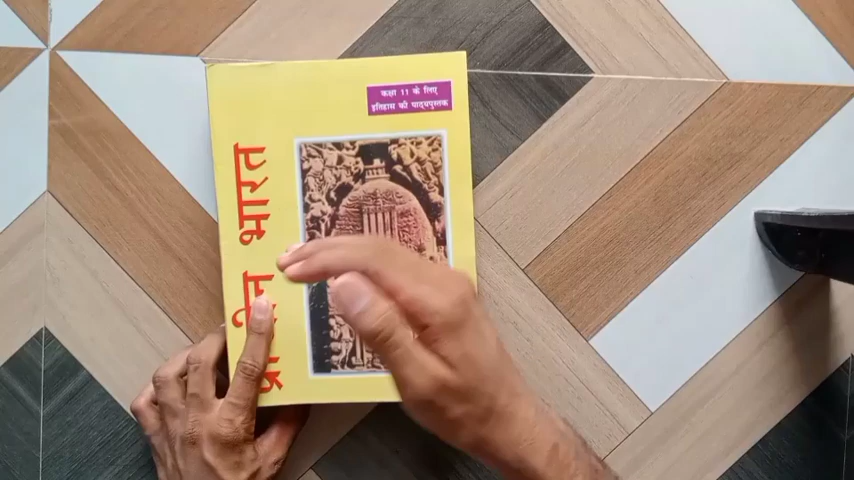 कक्षा 11 के लिए
इतिहास की पाठ्यपुस्तक
भारत